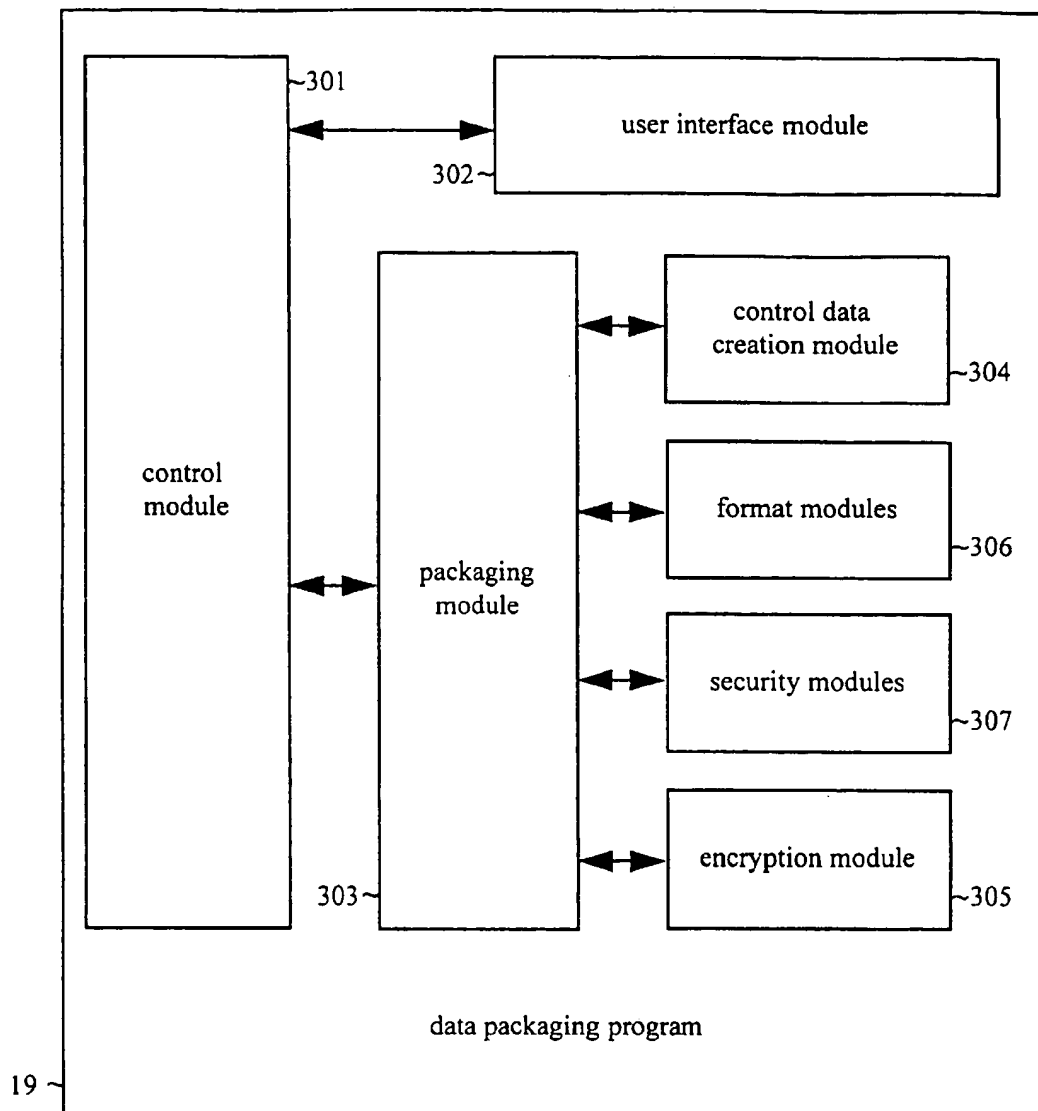 ~301
user interface module
302~
control data
creation module
~304
control
module
format modules
~306
packaging
module
security modules
~307
encryption module
303~
~305
data packaging program
19~